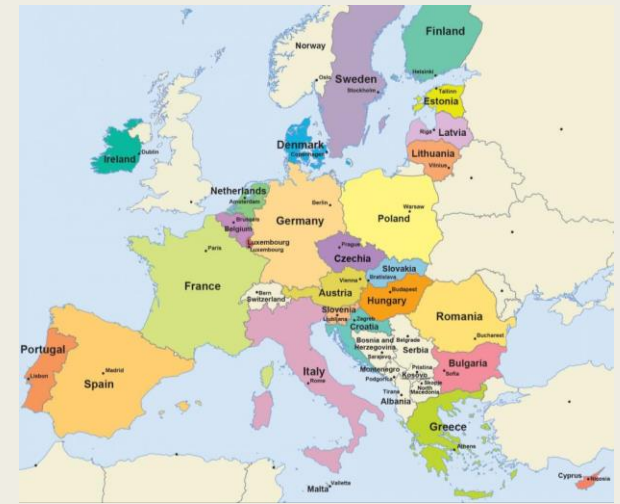 Finland
Norway
Helsinki
Oslo
Sweden
Stockholm
Tallinn
Estonia
Riga
Latvia
Denmark
Copenhagen
Lithuania
Vilnius
Dublin
Ireland
Netherlands
Amsterdam
Berlin
Warsaw
Poland
Germany
Brussels
Belgium
Luxembourg
Luxembourg
Prague
Czechia
Paris
Slovakia
Bratislava
Vienna
France
Austria
Budapest
Hungary
Bern
Switzerland
Slovenia
Ljubljana
Zagreb
Croatia
Romania
Bucharest
Bosnia and
Herzegovina
Belgrade
Serbia
Sarajevo
Portugal
Lisbon
Madrid
Spain
Italy
Rome
Montenegro
Podgorica
Pristina
Kosovo
Sofia
Bulgaria
Skopje
North
Macedonia
Tirana
Albania
Greece
Athens
Cyprus
Nicosia
Malta
Vallette